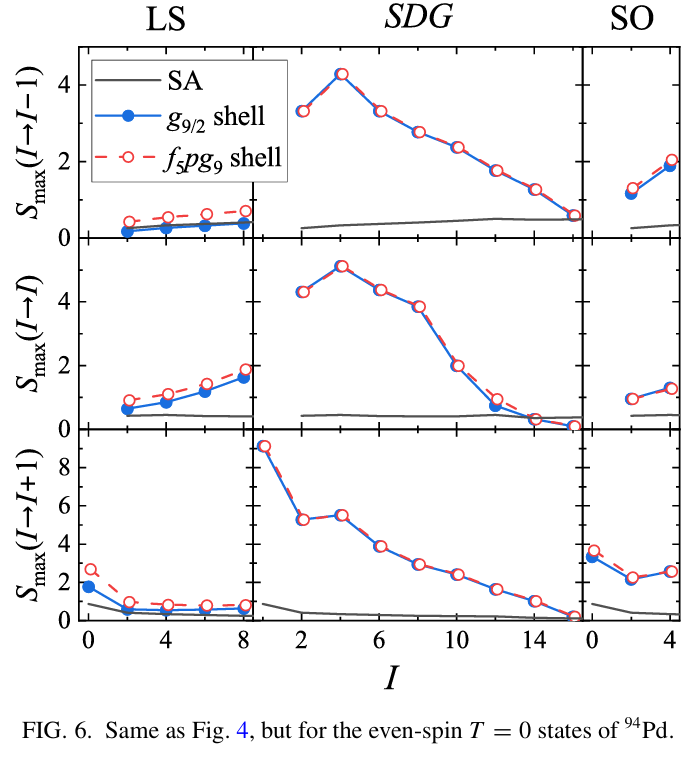 LS SDG SO
SA
g9/2 shell
f5pg9 shell
Smax(I→I−1)
4
2
0
Smax(I→I)
4
2
0
Smax(I→I+1)
8
6
4
2
0
0 4 8 2 6 10 14 0 4
I
FIG. 6. Same as Fig. 4, but for the even-spin T = 0 states of 94Pd.